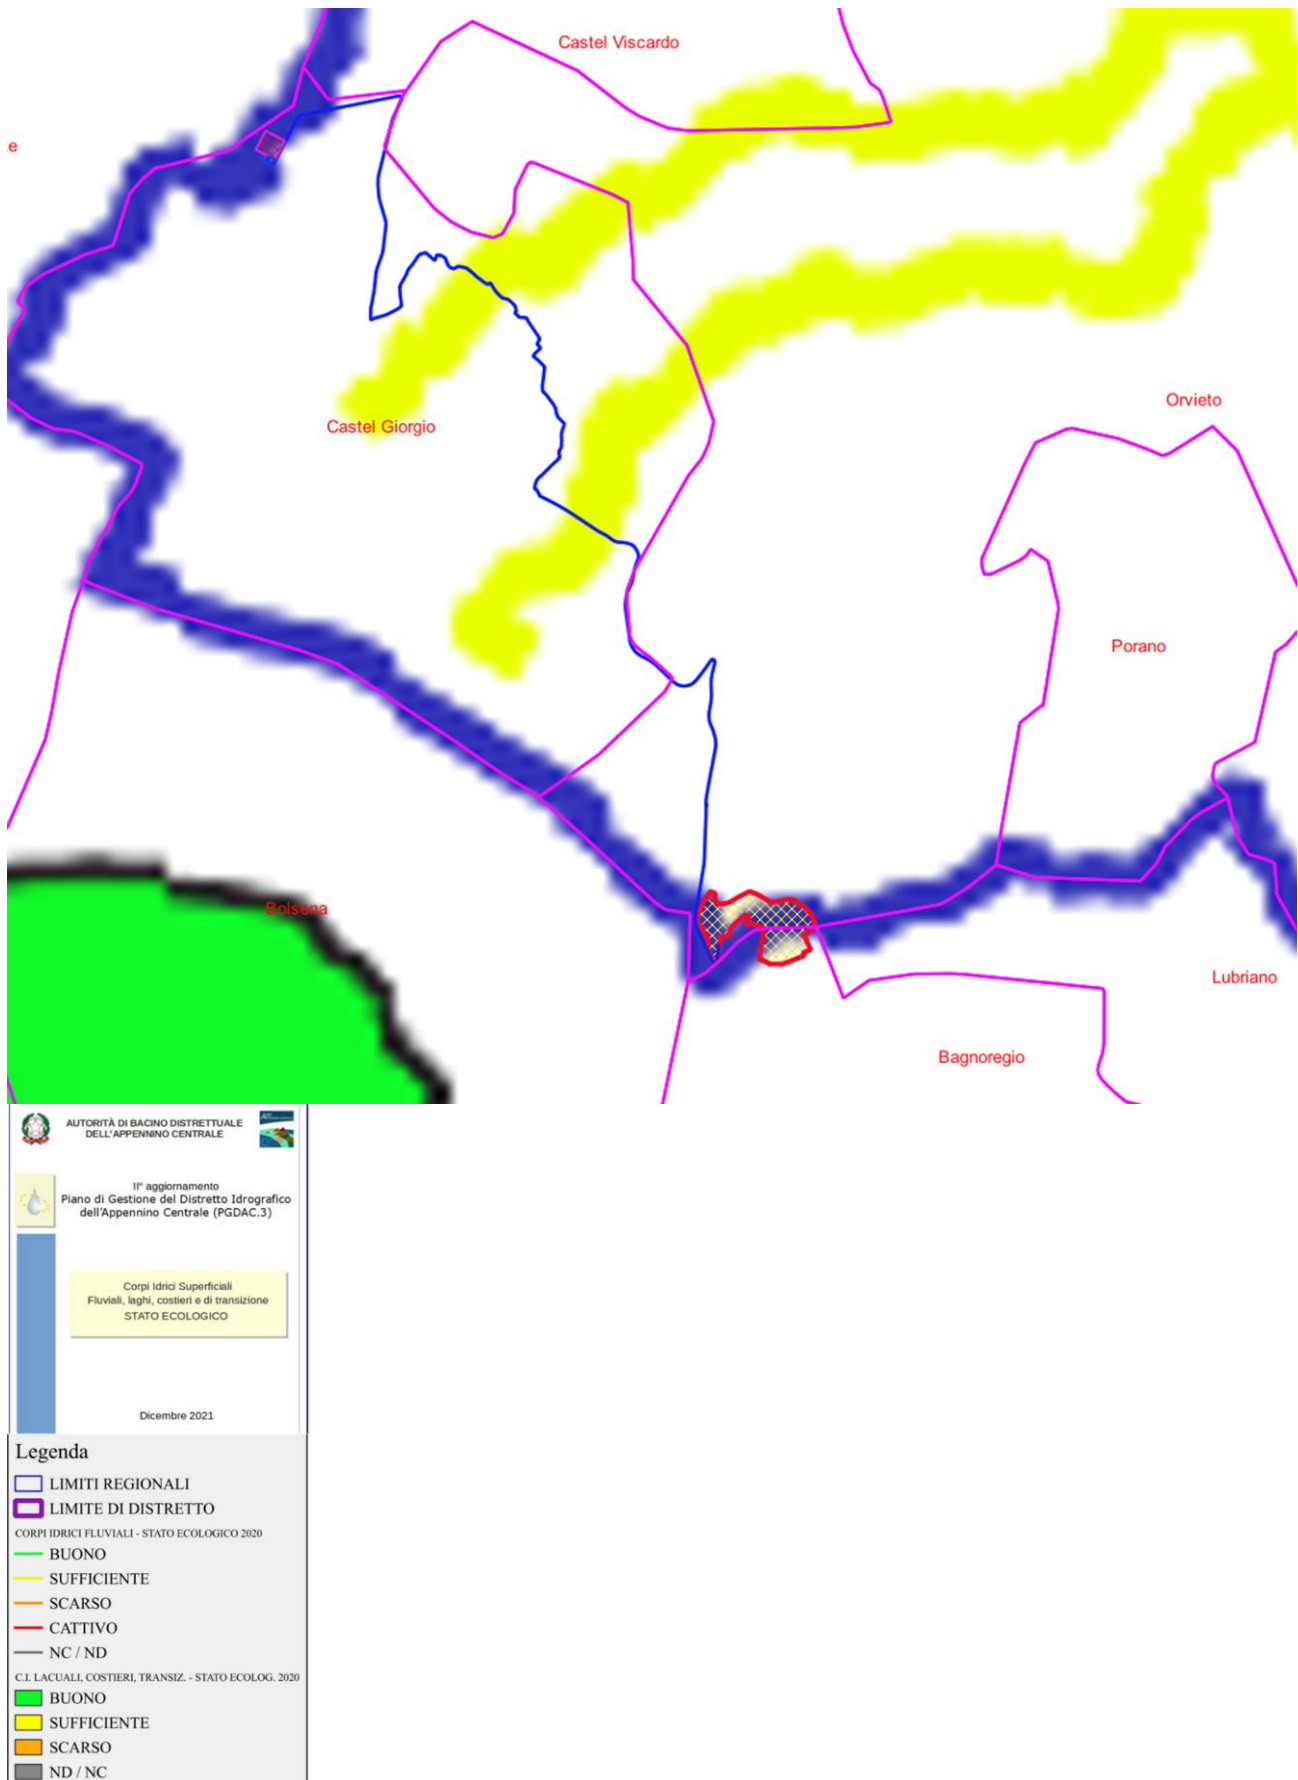 Castel Viscardo
e
Orvieto
Castel Giorgio
Porano
Bolsena
Lubriano
Bagnoregio
AUTORITÀ DI BACINO DISTRETTUALE
DELL'APPENNINO CENTRALE
II° aggiornamento
Piano di Gestione del Distretto Idrografico
dell'Appennino Centrale (PGDAC.3)
Corpi Idrici Superficiali
Fluviali, laghi, costieri e di transizione
STATO ECOLOGICO
Dicembre 2021
Legenda
LIMITI REGIONALI
LIMITE DI DISTRETTO
CORPI IDRICI FLUVIALI - STATO ECOLOGICO 2020
BUONO
SUFFICIENTE
SCARSO
CATTIVO
NC / ND
C.I. LACUALI, COSTIERI, TRANSIZ. - STATO ECOLOG. 2020
BUONO
SUFFICIENTE
SCARSO
ND / NC